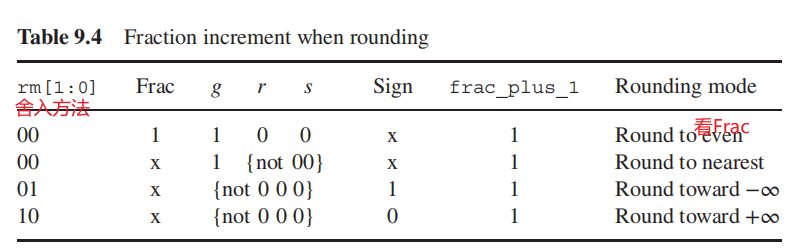 Table 9.4 Fraction increment when rounding
rm[1:0] Frac g r s Sign frac_plus_1 Rounding mode
舍入方法
看Frac
00 1 1 0 0 x 1 Round to even
00 x 1 {not 00} x 1 Round to nearest
01 x {not 0 0 0} 1 1 Round toward −∞
10 x {not 0 0 0} 0 1 Round toward +∞